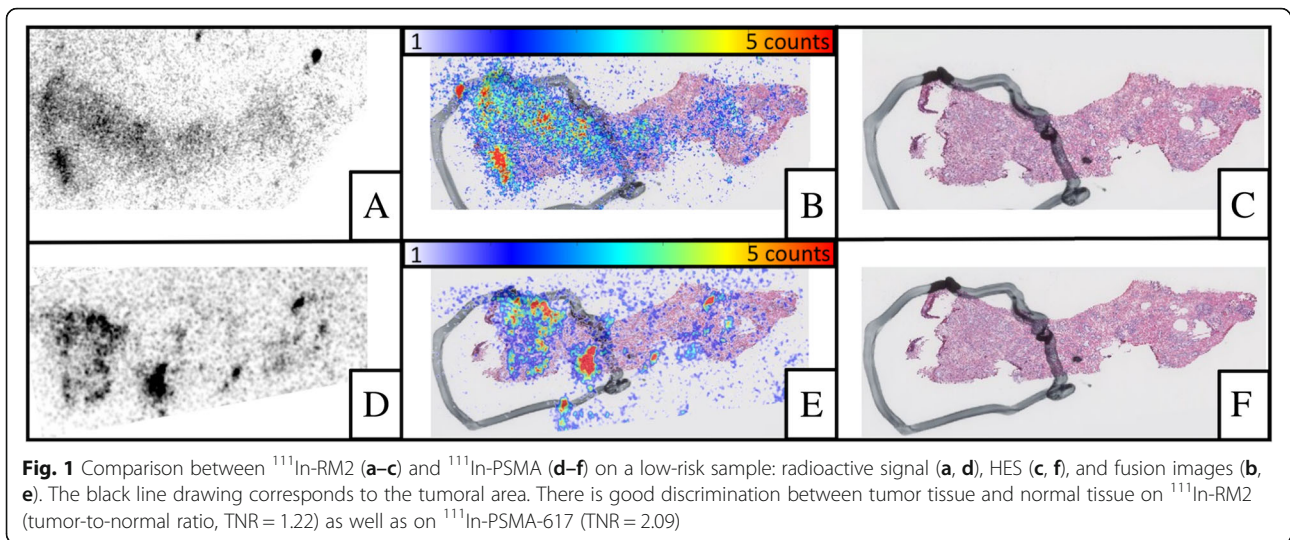 1 5 counts
A B C
1 5 counts
D E F
Fig. 1 Comparison between ¹¹¹In-RM2 (a–c) and ¹¹¹In-PSMA (d–f) on a low-risk sample: radioactive signal (a, d), HES (c, f), and fusion images (b,
e). The black line drawing corresponds to the tumoral area. There is good discrimination between tumor tissue and normal tissue on ¹¹¹In-RM2
(tumor-to-normal ratio, TNR = 1.22) as well as on ¹¹¹In-PSMA-617 (TNR = 2.09)